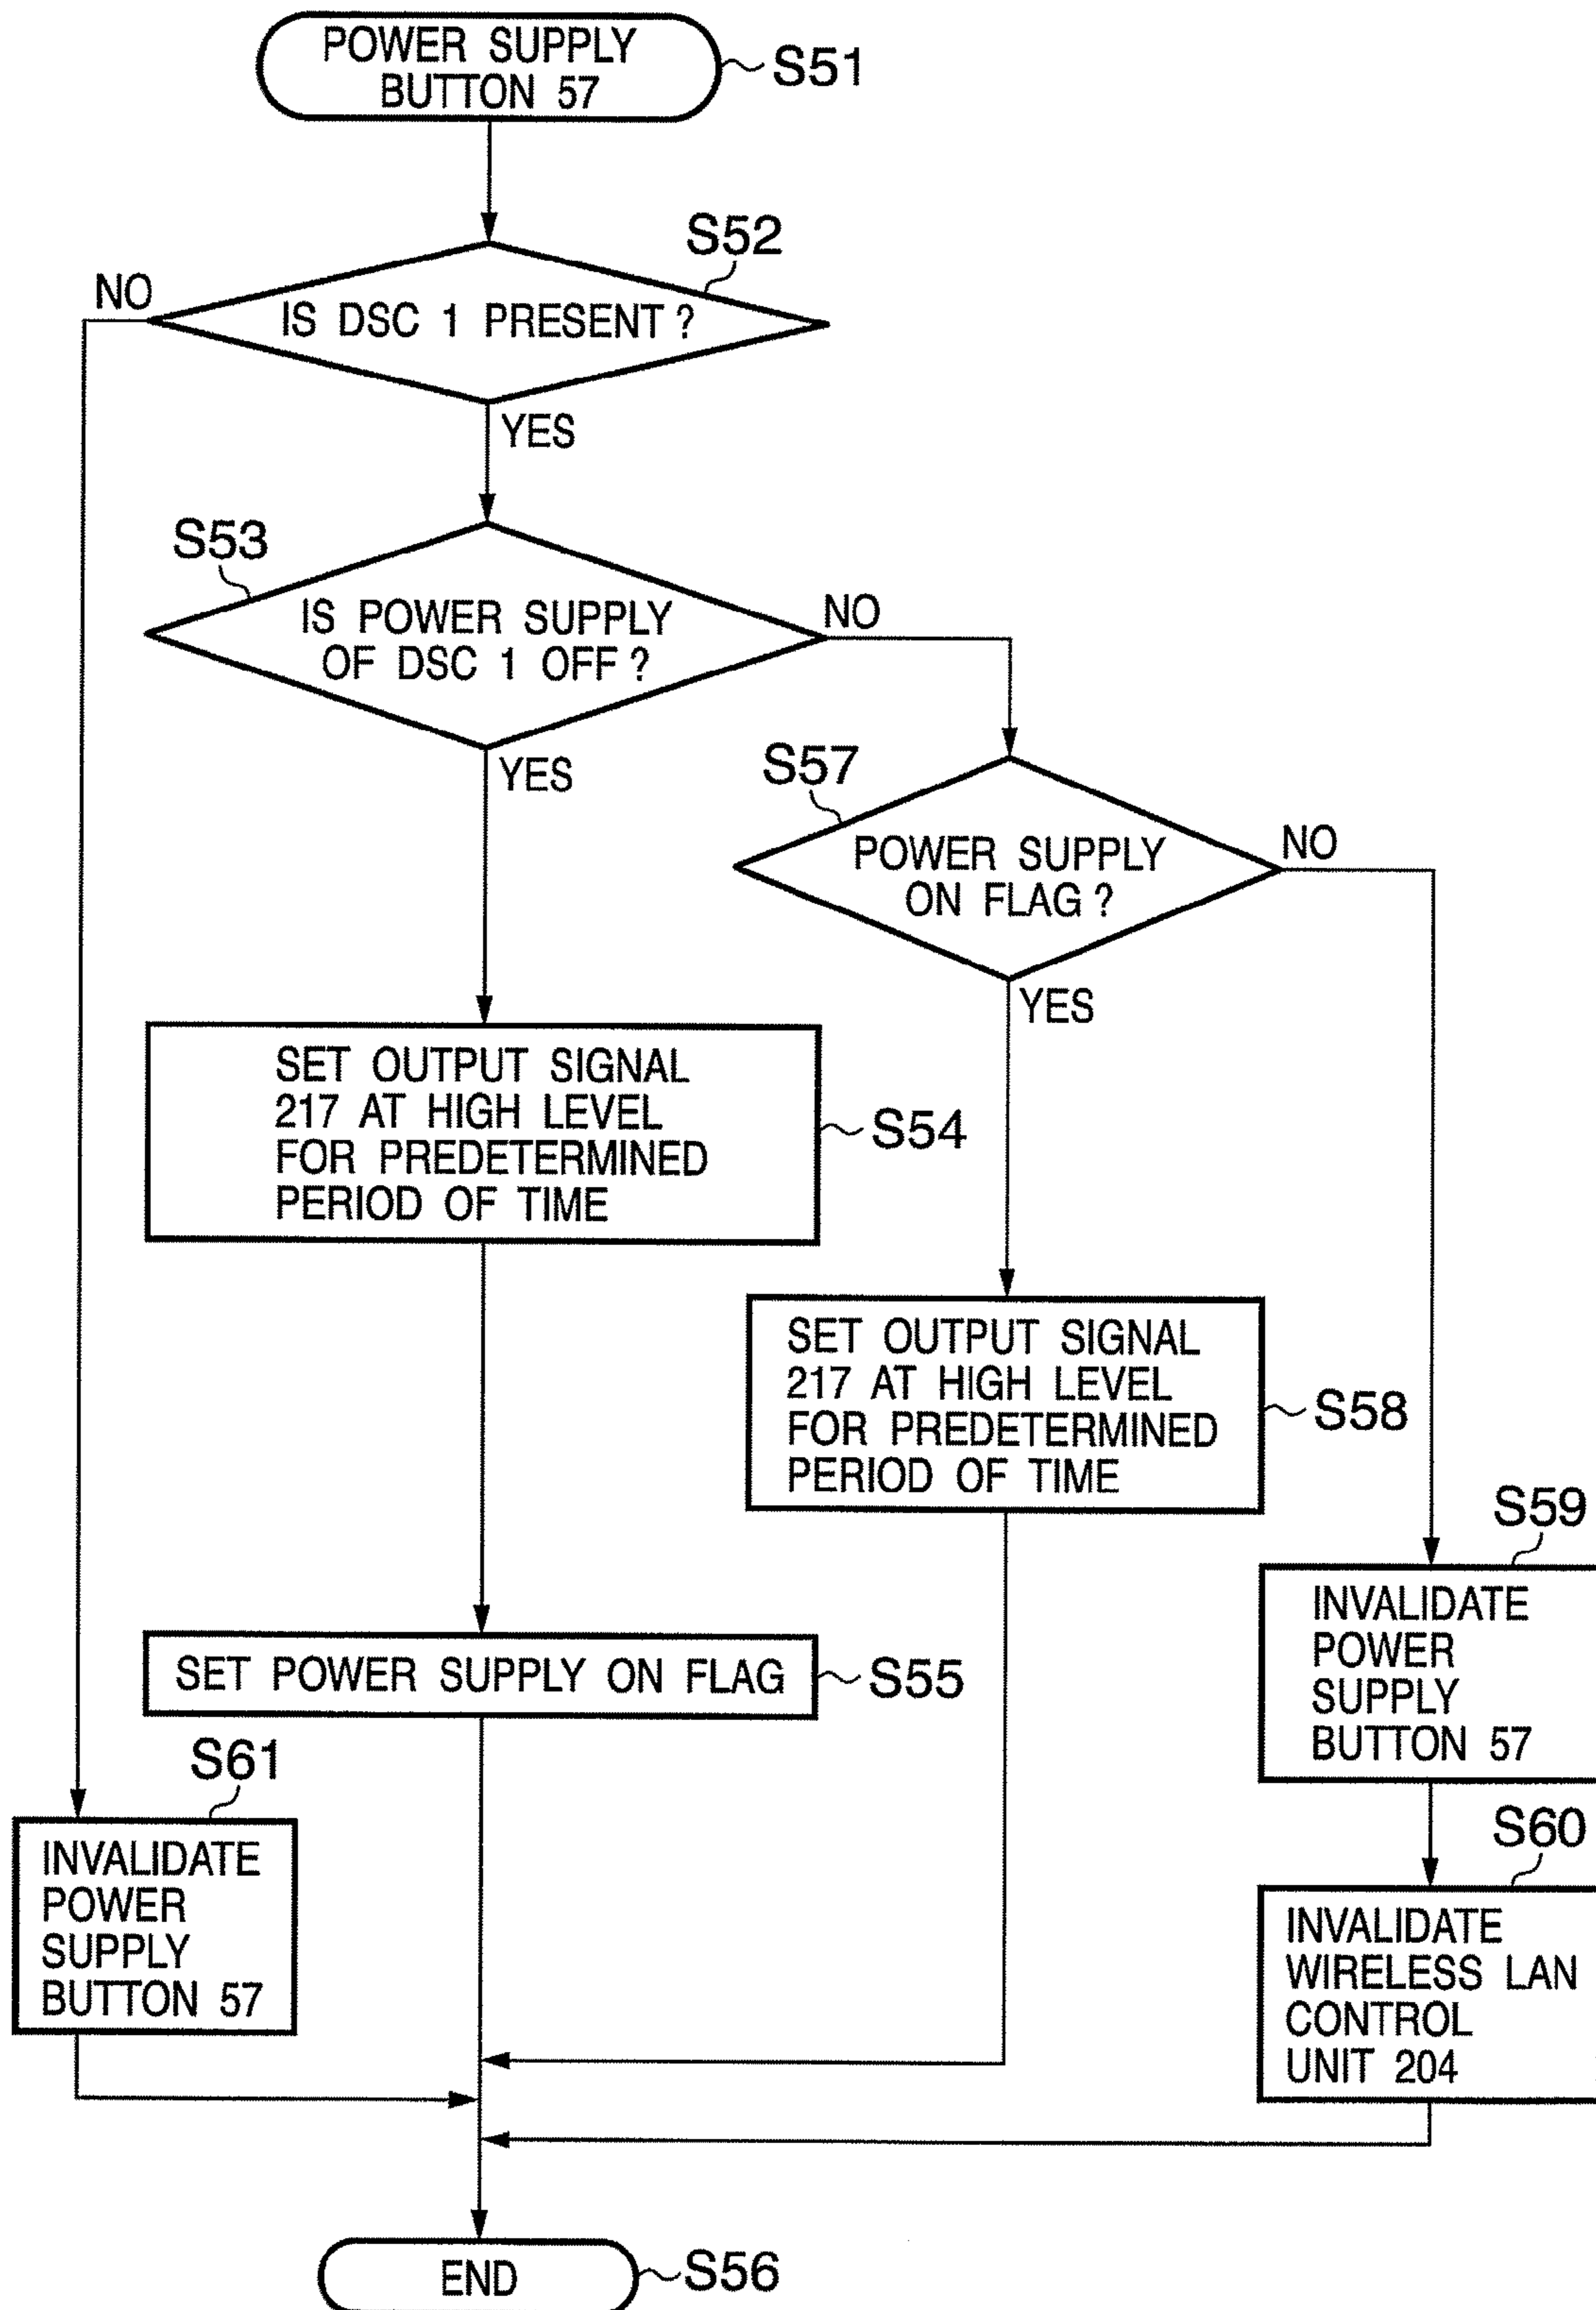 POWER SUPPLY
BUTTON 57
S51
S52
NO
IS DSC 1 PRESENT ?
YES
S53
IS POWER SUPPLY
OF DSC 1 OFF ?
NO
YES
S57
POWER SUPPLY
ON FLAG ?
NO
YES
SET OUTPUT SIGNAL
217 AT HIGH LEVEL
FOR PREDETERMINED
PERIOD OF TIME
S54
SET OUTPUT SIGNAL
217 AT HIGH LEVEL
FOR PREDETERMINED
PERIOD OF TIME
S58
S59
INVALIDATE
POWER
SUPPLY
BUTTON 57
SET POWER SUPPLY ON FLAG
S55
S61
INVALIDATE
POWER
SUPPLY
BUTTON 57
S60
INVALIDATE
WIRELESS LAN
CONTROL
UNIT 204
END
S56